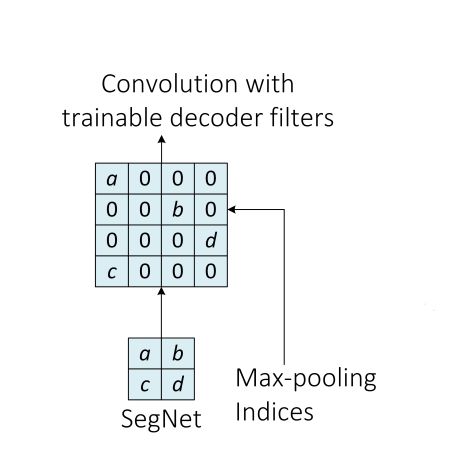 Convolution with
trainable decoder filters
a 0 0 0
0 0 b 0
0 0 0 d
c 0 0 0
a b
c d
SegNet
Max-pooling
Indices